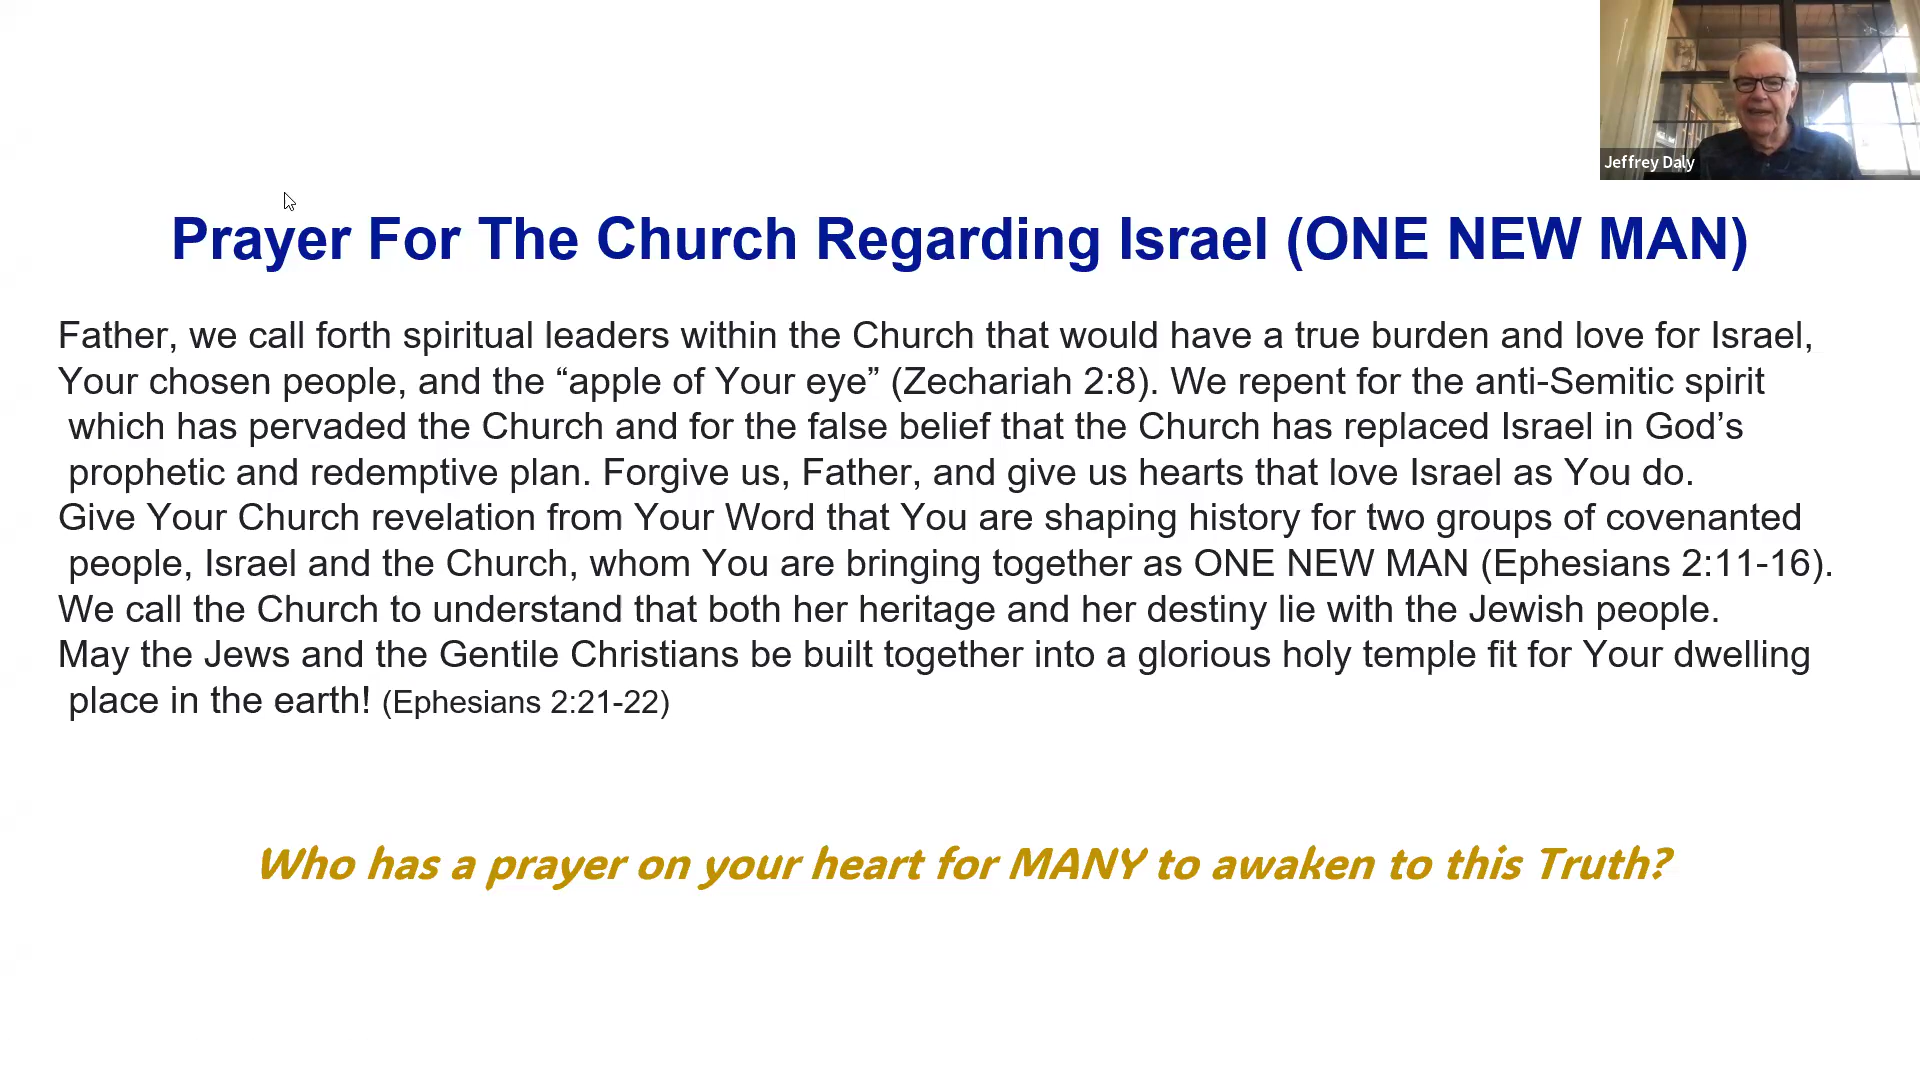 Jeffrey Daly
Prayer For The Church Regarding Israel (ONE NEW MAN)
Father, we call forth spiritual leaders within the Church that would have a true burden and love for Israel,
Your chosen people, and the “apple of Your eye” (Zechariah 2:8). We repent for the anti-Semitic spirit
which has pervaded the Church and for the false belief that the Church has replaced Israel in God’s
prophetic and redemptive plan. Forgive us, Father, and give us hearts that love Israel as You do.
Give Your Church revelation from Your Word that You are shaping history for two groups of covenanted
people, Israel and the Church, whom You are bringing together as ONE NEW MAN (Ephesians 2:11-16).
We call the Church to understand that both her heritage and her destiny lie with the Jewish people.
May the Jews and the Gentile Christians be built together into a glorious holy temple fit for Your dwelling
place in the earth! (Ephesians 2:21-22)
Who has a prayer on your heart for MANY to awaken to this Truth?